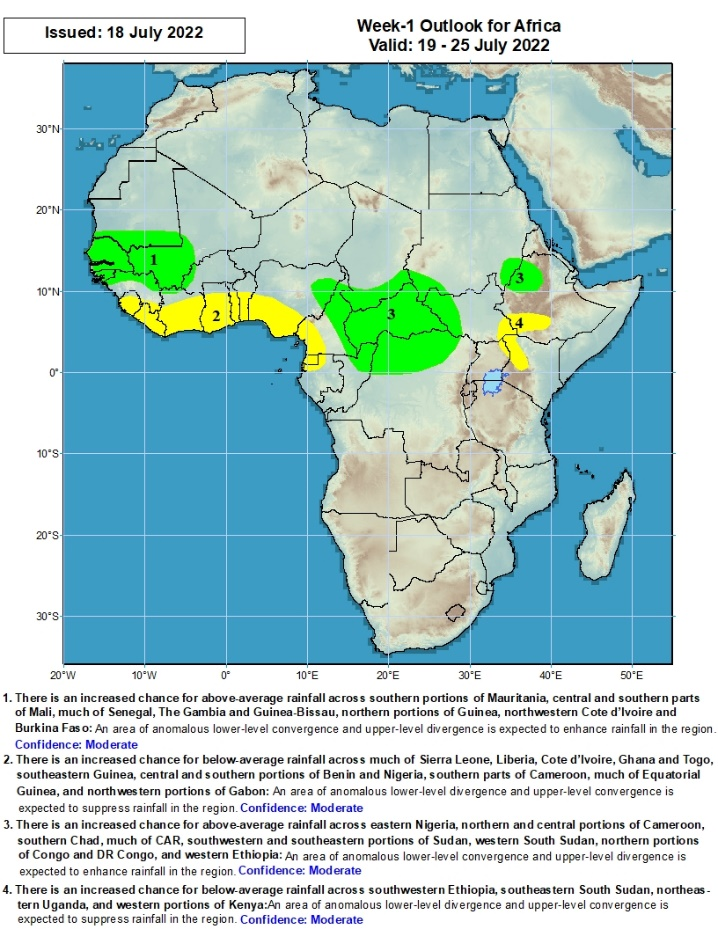 Issued: 18 July 2022
Week-1 Outlook for Africa
Valid: 19 - 25 July 2022
30°N
20°N
10°N
0°
10°S
20°S
30°S
1
2
3
3
4
20°W
10°W
0°
10°E
20°E
30°E
40°E
50°E
1. There is an increased chance for above-average rainfall across southern portions of Mauritania, central and southern parts
of Mali, much of Senegal, The Gambia and Guinea-Bissau, northern portions of Guinea, northwestern Cote d'Ivoire and
Burkina Faso: An area of anomalous lower-level convergence and upper-level divergence is expected to enhance rainfall in the region.
Confidence: Moderate
2. There is an increased chance for below-average rainfall across much of Sierra Leone, Liberia, Cote d'Ivoire, Ghana and Togo,
southeastern Guinea, central and southern portions of Benin and Nigeria, southern parts of Cameroon, much of Equatorial
Guinea, and northwestern portions of Gabon: An area of anomalous lower-level divergence and upper-level convergence is
expected to suppress rainfall in the region. Confidence: Moderate
3. There is an increased chance for above-average rainfall across eastern Nigeria, northern and central portions of Cameroon,
southern Chad, much of CAR, southwestern and southeastern portions of Sudan, western South Sudan, northern portions
of Congo and DR Congo, and western Ethiopia: An area of anomalous lower-level convergence and upper-level divergence is
expected to enhance rainfall in the region. Confidence: Moderate
4. There is an increased chance for below-average rainfall across southwestern Ethiopia, southeastern South Sudan, northeas-
tern Uganda, and western portions of Kenya:An area of anomalous lower-level divergence and upper-level convergence is
expected to suppress rainfall in the region. Confidence: Moderate